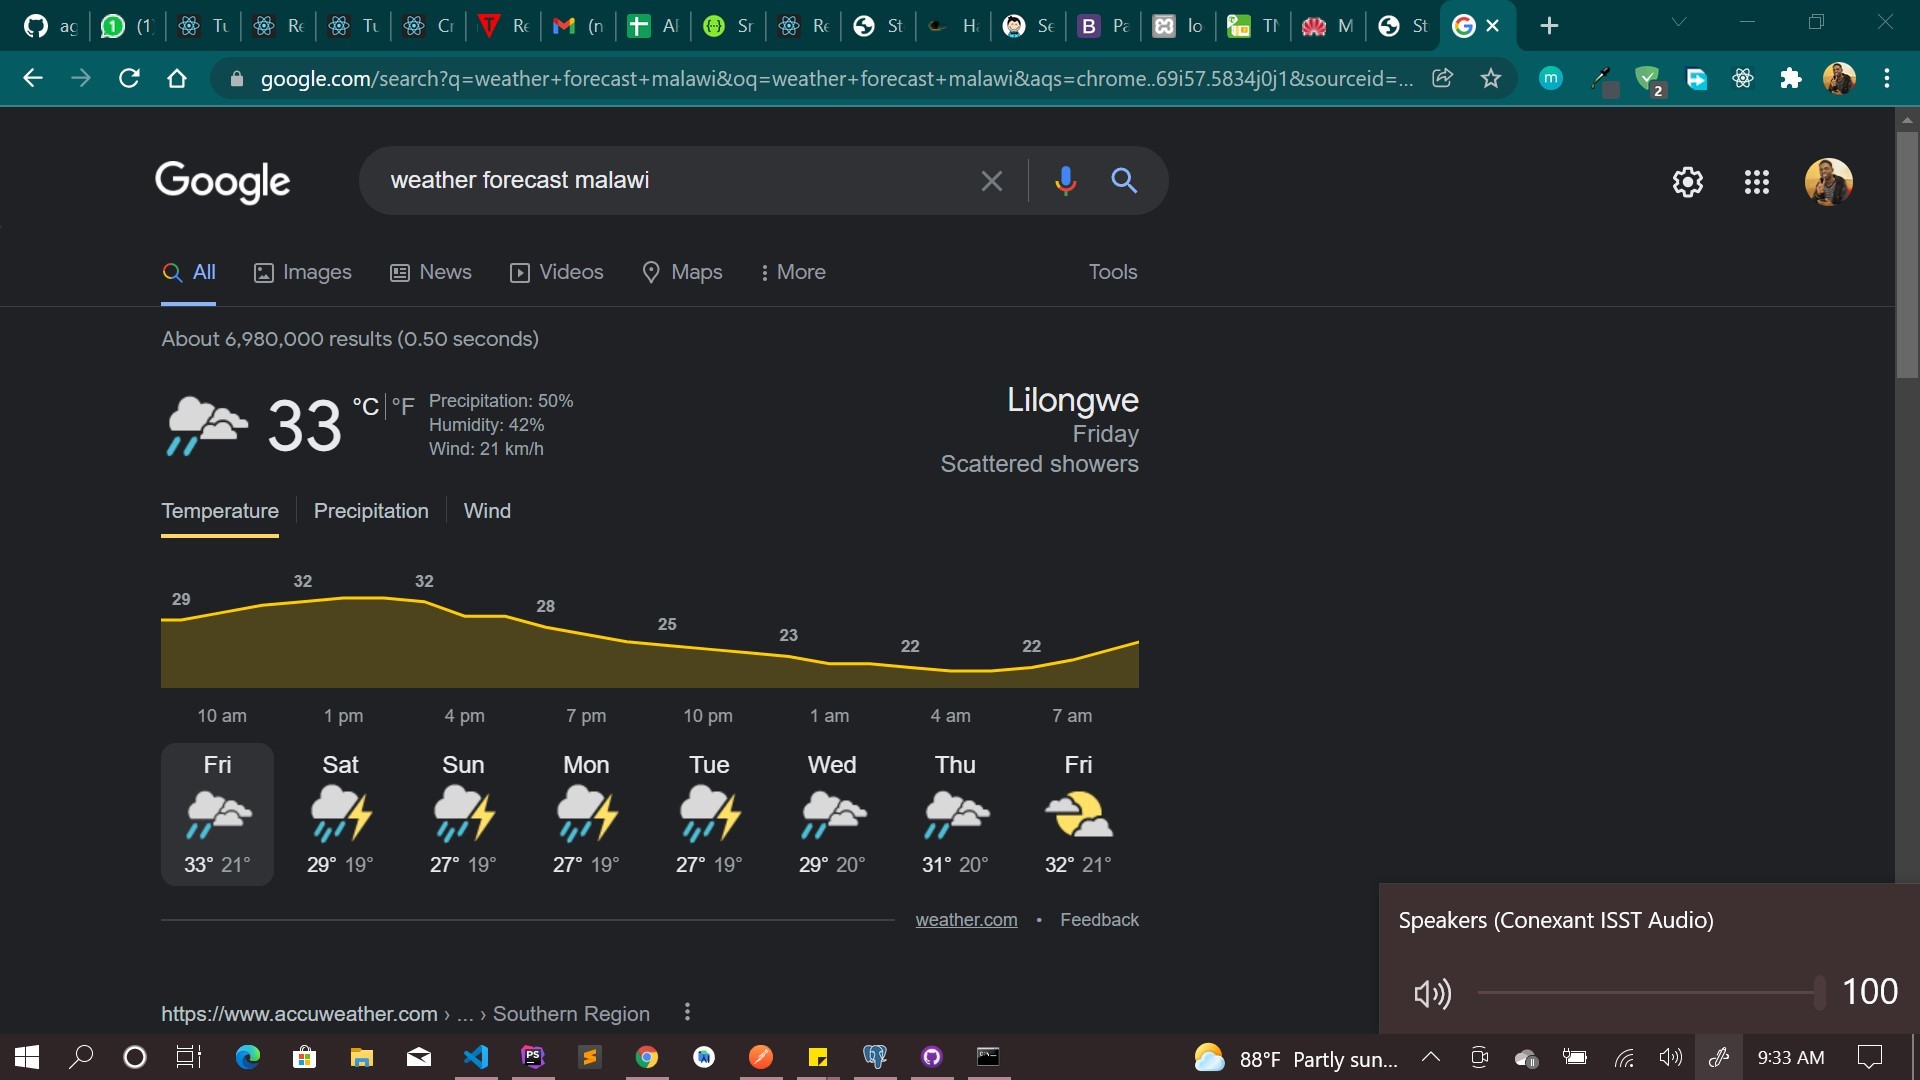 ag (1 Tu Re Tu Cr Re (n Al Sr Re St Ha Se B Pa lo TN M St
google.com/search?q=weather+forecast+malawi&oq=weather+forecast+malawi&aqs=chrome..69i57.5834j0j1&sourceid=...
m
2
Google
weather forecast malawi
All Images News Videos Maps More Tools
About 6,980,000 results (0.50 seconds)
33 °C °F
Precipitation: 50%
Humidity: 42%
Wind: 21 km/h
Lilongwe
Friday
Scattered showers
Temperature Precipitation Wind
29 32 32 28 25 23 22 22
10 am 1 pm 4 pm 7 pm 10 pm 1 am 4 am 7 am
Fri Sat Sun Mon Tue Wed Thu Fri
33° 21° 29° 19° 27° 19° 27° 19° 27° 19° 29° 20° 31° 20° 32° 21°
weather.com • Feedback
Speakers (Conexant ISST Audio)
100
https://www.accuweather.com › ... › Southern Region
PS
88°F Partly sun...
9:33 AM